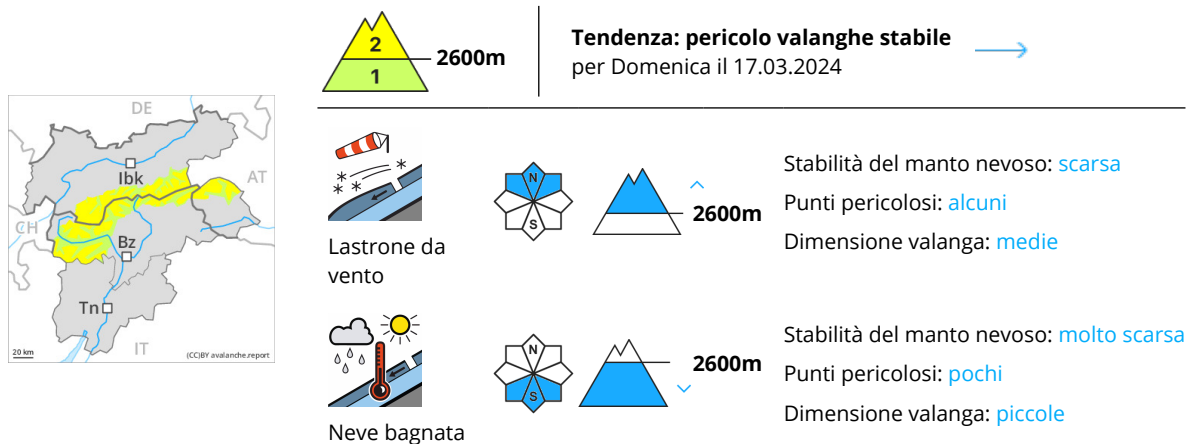 2
1
2600m
Tendenza: pericolo valanghe stabile
per Domenica il 17.03.2024
DE
Ibk
AT
CH
Bz
Tn
IT
20 km
(CC)BY avalanche.report
Lastrone da
vento
N
S
2600m
Stabilità del manto nevoso: scarsa
Punti pericolosi: alcuni
Dimensione valanga: medie
Neve bagnata
N
S
2600m
Stabilità del manto nevoso: molto scarsa
Punti pericolosi: pochi
Dimensione valanga: piccole